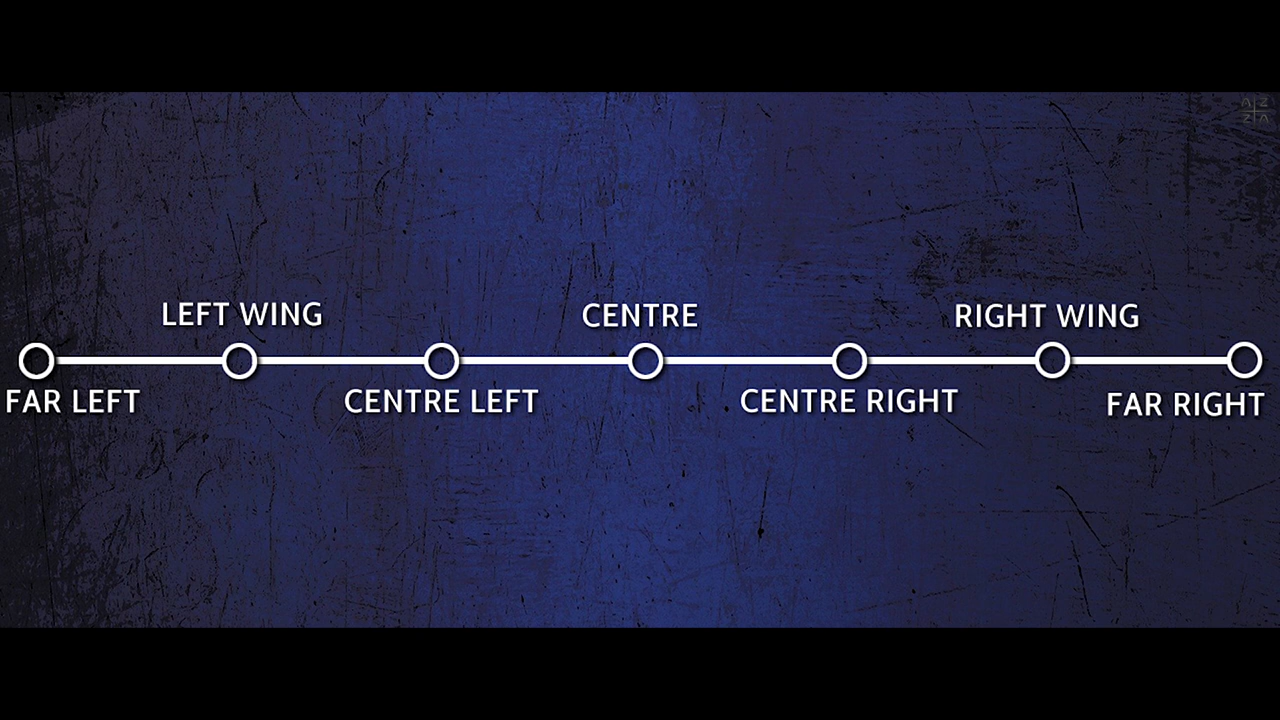 A Z
Z A
LEFT WING
CENTRE
RIGHT WING
FAR LEFT
CENTRE LEFT
CENTRE RIGHT
FAR RIGHT